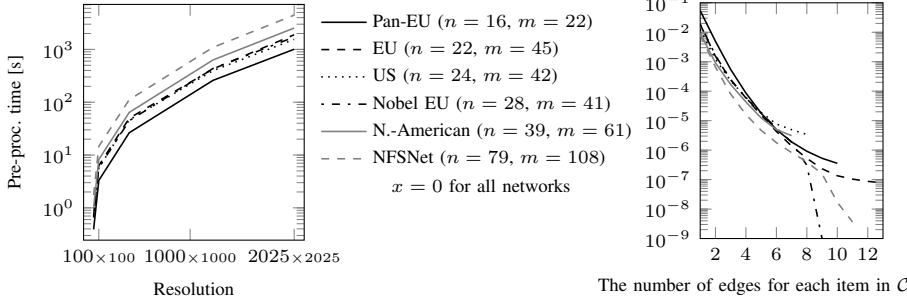 Pre-proc. time [s]
10^3
10^2
10^1
10^0
100×100
1000×1000
2025×2025
Resolution
Pan-EU (n = 16, m = 22)
EU (n = 22, m = 45)
US (n = 24, m = 42)
Nobel EU (n = 28, m = 41)
N.-American (n = 39, m = 61)
NFSNet (n = 79, m = 108)
x = 0 for all networks
10^-2
10^-3
10^-4
10^-5
10^-6
10^-7
10^-8
10^-9
2
4
6
8
10
12
The number of edges for each item in C